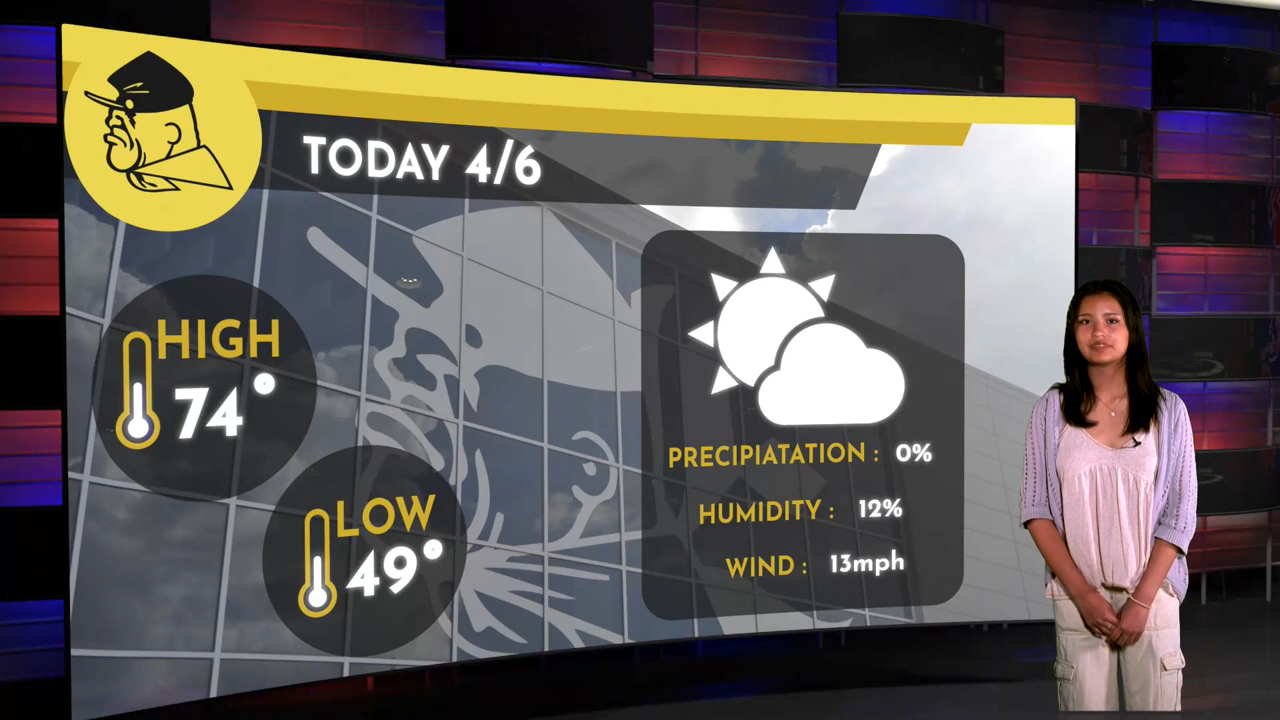 TODAY 4/6
HIGH
74°
LOW
49°
PRECIPIATATION : 0%
HUMIDITY : 12%
WIND : 13mph